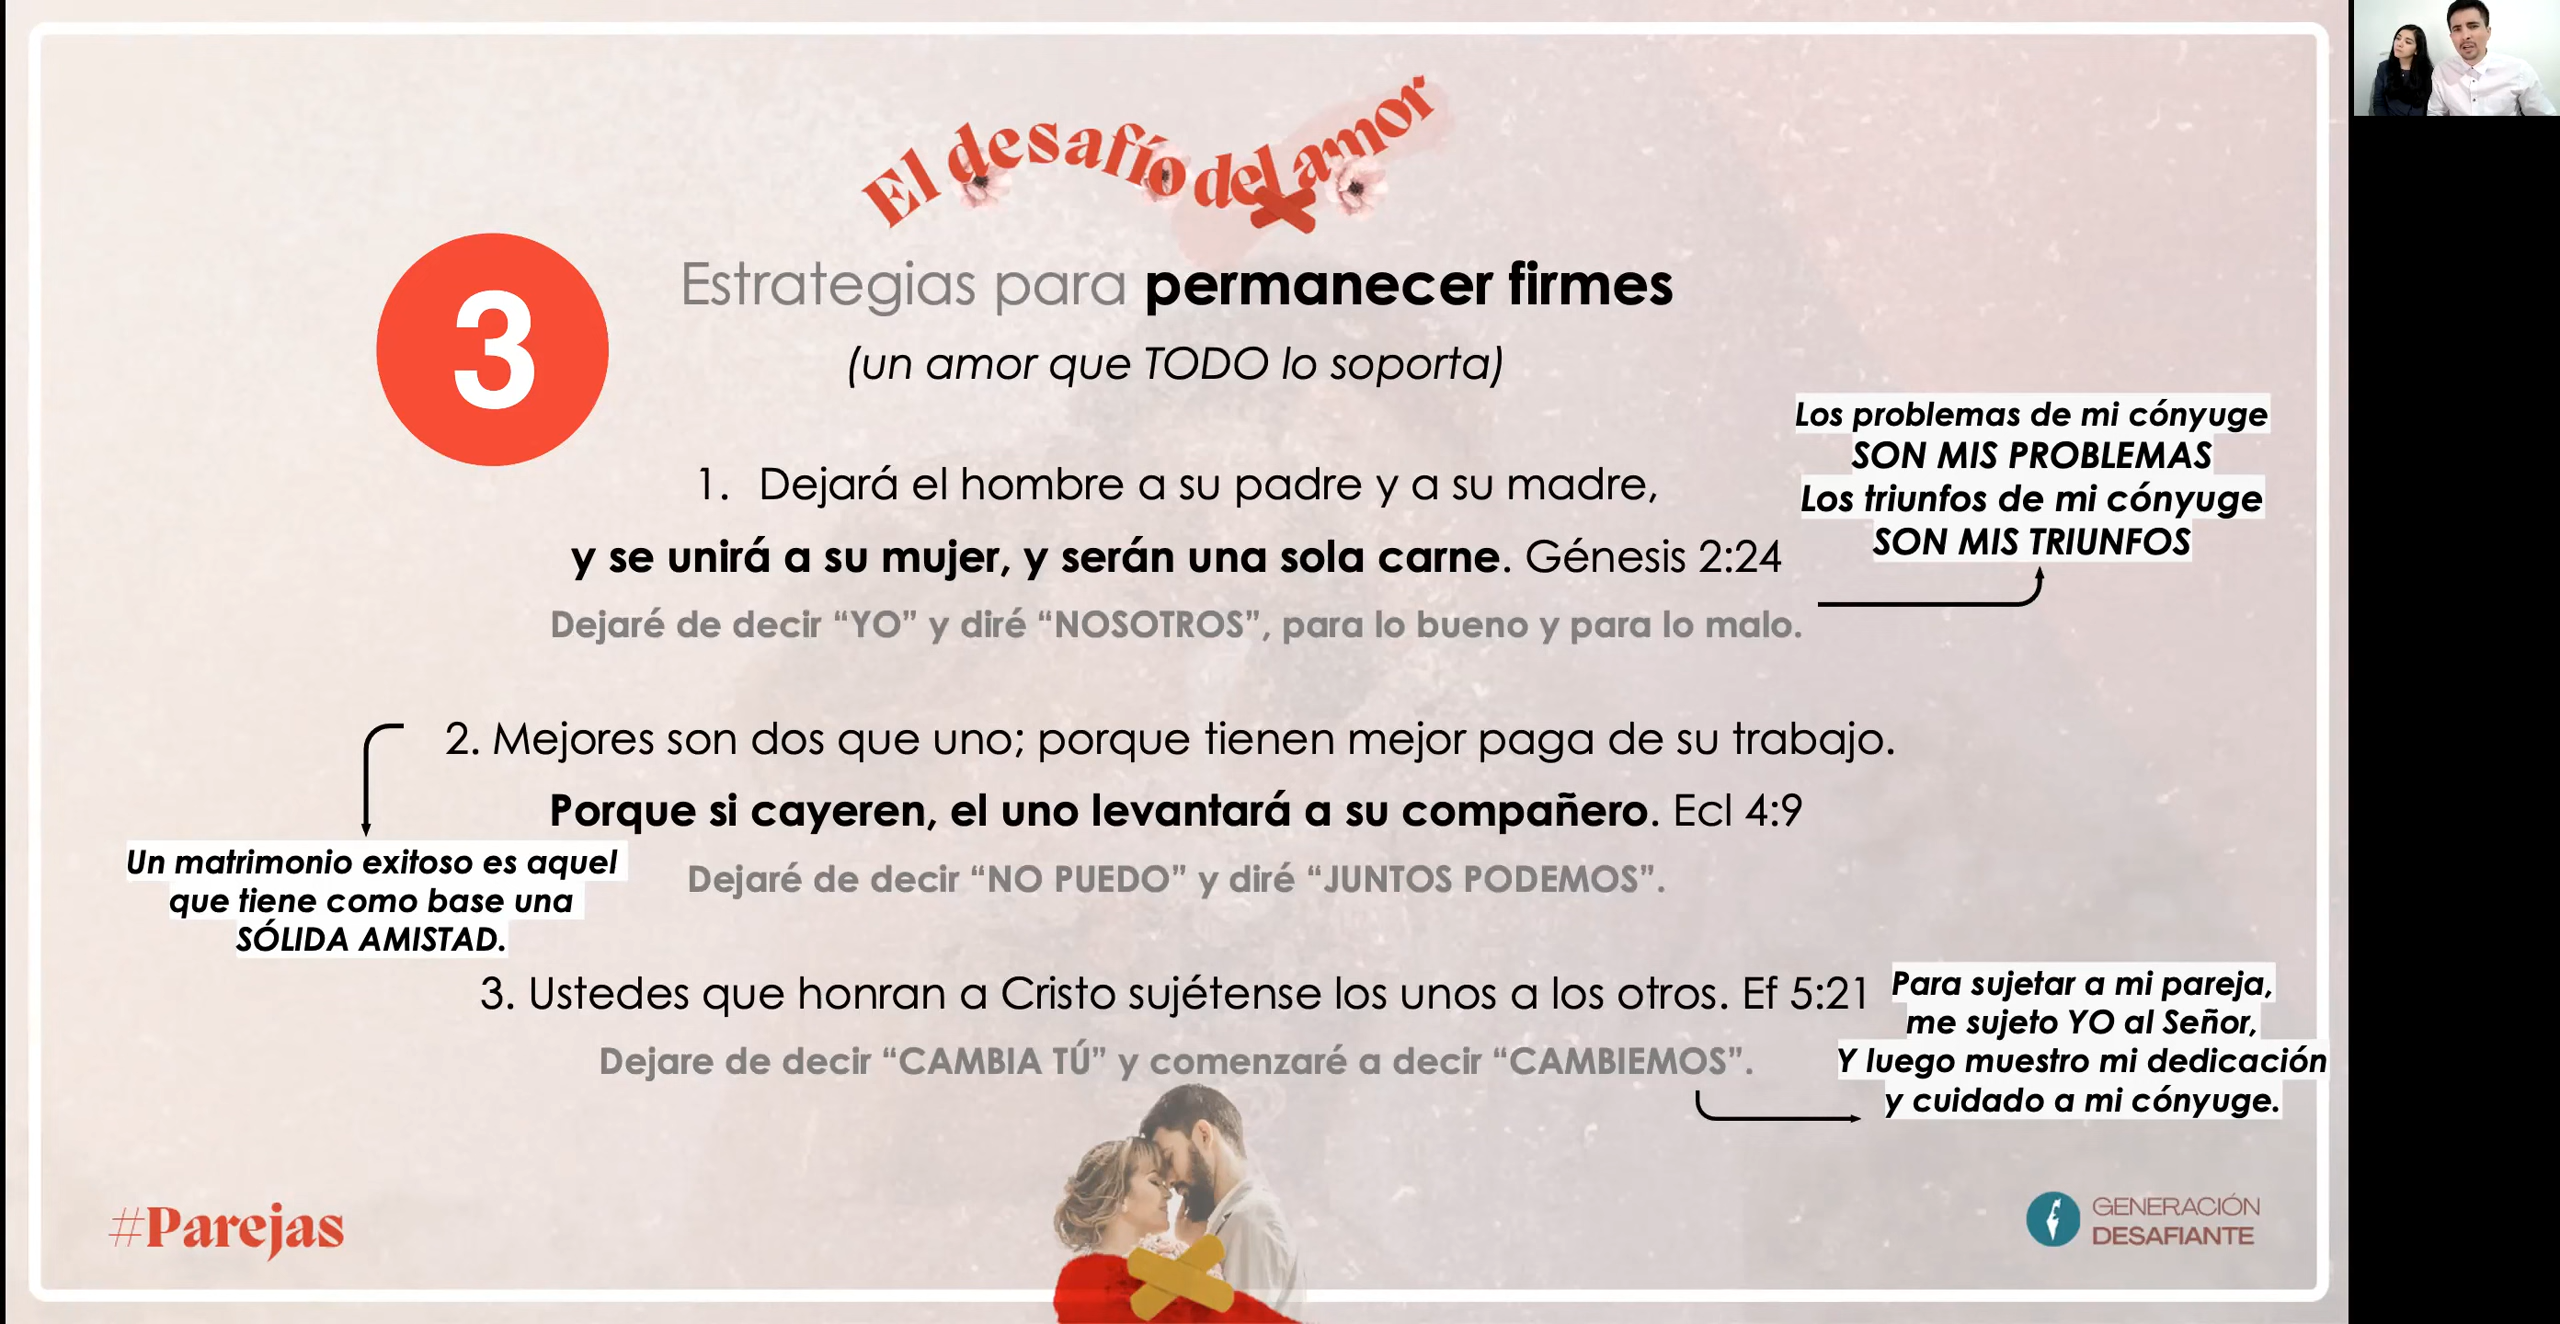 El desafío del amor
3
Estrategias para permanecer firmes
(un amor que TODO lo soporta)
Los problemas de mi cónyuge
SON MIS PROBLEMAS
Los triunfos de mi cónyuge
SON MIS TRIUNFOS
1. Dejará el hombre a su padre y a su madre,
y se unirá a su mujer, y serán una sola carne. Génesis 2:24
Dejaré de decir “YO” y diré “NOSOTROS”, para lo bueno y para lo malo.
2. Mejores son dos que uno; porque tienen mejor paga de su trabajo.
Porque si cayeren, el uno levantará a su compañero. Ecl 4:9
Dejaré de decir “NO PUEDO” y diré “JUNTOS PODEMOS”.
Un matrimonio exitoso es aquel
que tiene como base una
SÓLIDA AMISTAD.
3. Ustedes que honran a Cristo sujétense los unos a los otros. Ef 5:21
Dejare de decir “CAMBIA TÚ” y comenzaré a decir “CAMBIEMOS”.
Para sujetar a mi pareja,
me sujeto YO al Señor,
Y luego muestro mi dedicación
y cuidado a mi cónyuge.
#Parejas
GENERACIÓN
DESAFIANTE